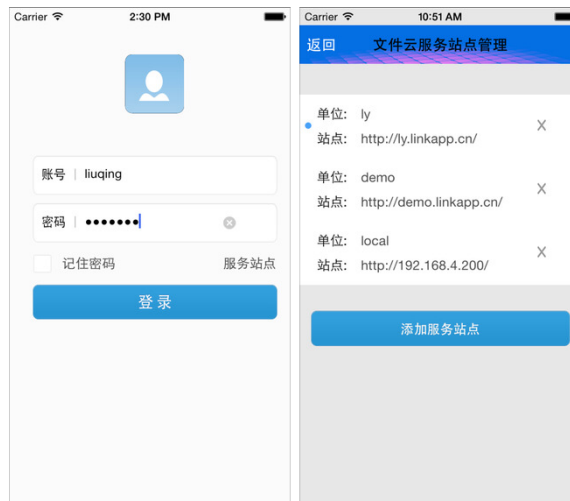 Carrier 2:30 PM
账号 liuqing
密码 •••••••
记住密码 服务站点
登录
Carrier 10:51 AM
返回 文件云服务站点管理
单位: ly
站点: http://ly.linkapp.cn/
X
单位: demo
站点: http://demo.linkapp.cn/
X
单位: local
站点: http://192.168.4.200/
X
添加服务站点